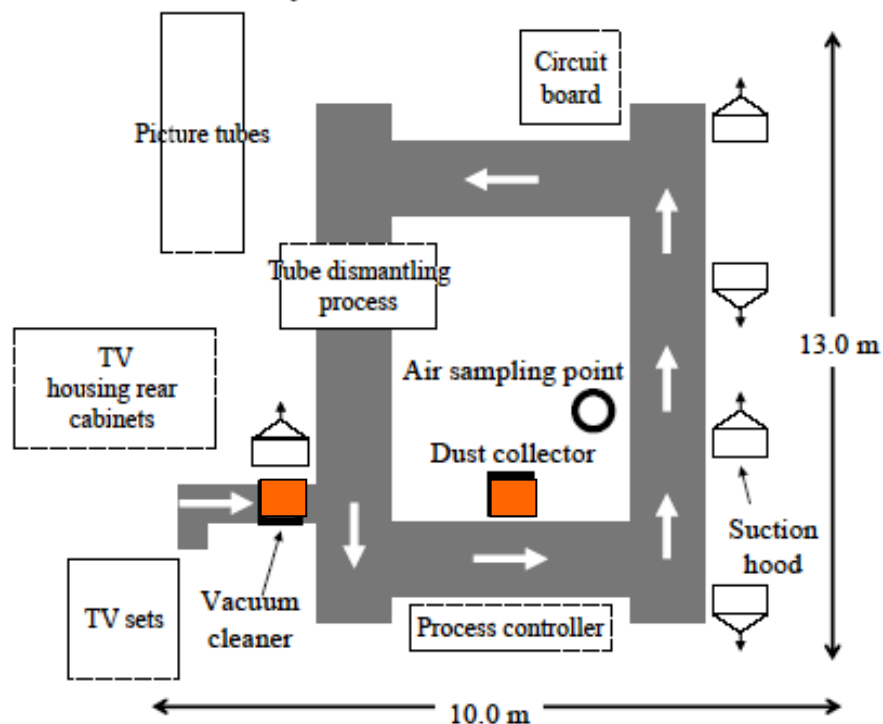 Circuit
board
Picture tubes
Tube dismantling
process
13.0 m
TV
housing rear
cabinets
Air sampling point
Dust collector
Suction
hood
TV sets
Vacuum
cleaner
Process controller
10.0 m